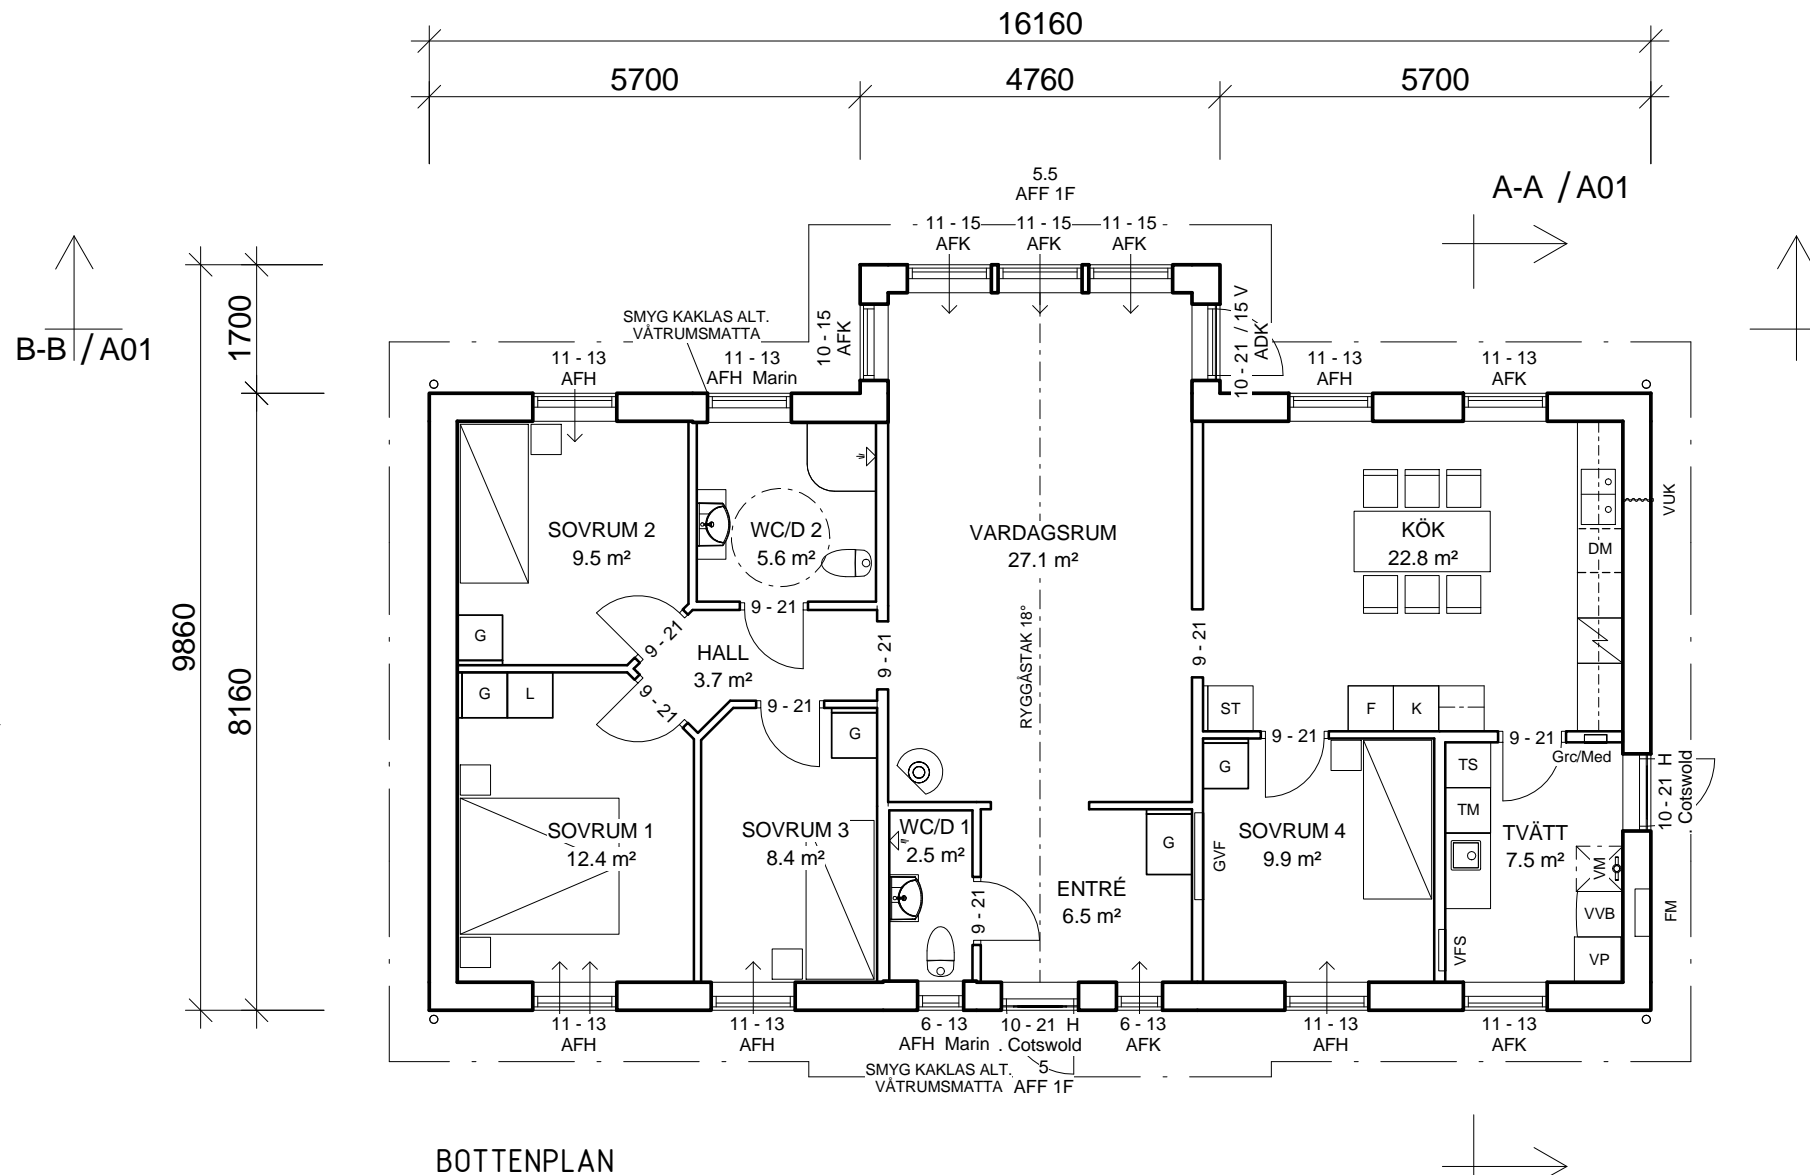 16160
5700 4760 5700
5.5
AFF 1F
A-A / A01
11 - 15 11 - 15 11 - 15
AFK AFK AFK
1700
B-B / A01
SMYG KAKLAS ALT.
VÅTRUMSMATTA
10 - 15
AFK
10 - 21 / 15 V
ADK
11 - 13
AFH
11 - 13
AFH Marin
11 - 13
AFH
11 - 13
AFK
VUK
SOVRUM 2
9.5 m²
WC/D 2
5.6 m²
VARDAGSRUM
27.1 m²
KÖK
22.8 m²
DM
9860
8160
G
9 - 21
9 - 21
HALL
3.7 m²
9 - 21
9 - 21
RYGGÅSTAK 18°
9 - 21
G L
9 - 21
G
ST
F K
9 - 21
9 - 21
Grc/Med
G
TS
TM
10 - 21 H
Cotswold
SOVRUM 1
12.4 m²
SOVRUM 3
8.4 m²
WC/D 1
2.5 m²
G
GVF
SOVRUM 4
9.9 m²
TVÄTT
7.5 m²
VM
ENTRÉ
6.5 m²
9 - 21
VVB
FM
VFS
VP
11 - 13
AFH
11 - 13
AFH
6 - 13
AFH Marin
10 - 21 H
Cotswold
6 - 13
AFK
11 - 13
AFH
11 - 13
AFK
SMYG KAKLAS ALT.
VÅTRUMSMATTA
5
AFF 1F
BOTTENPLAN